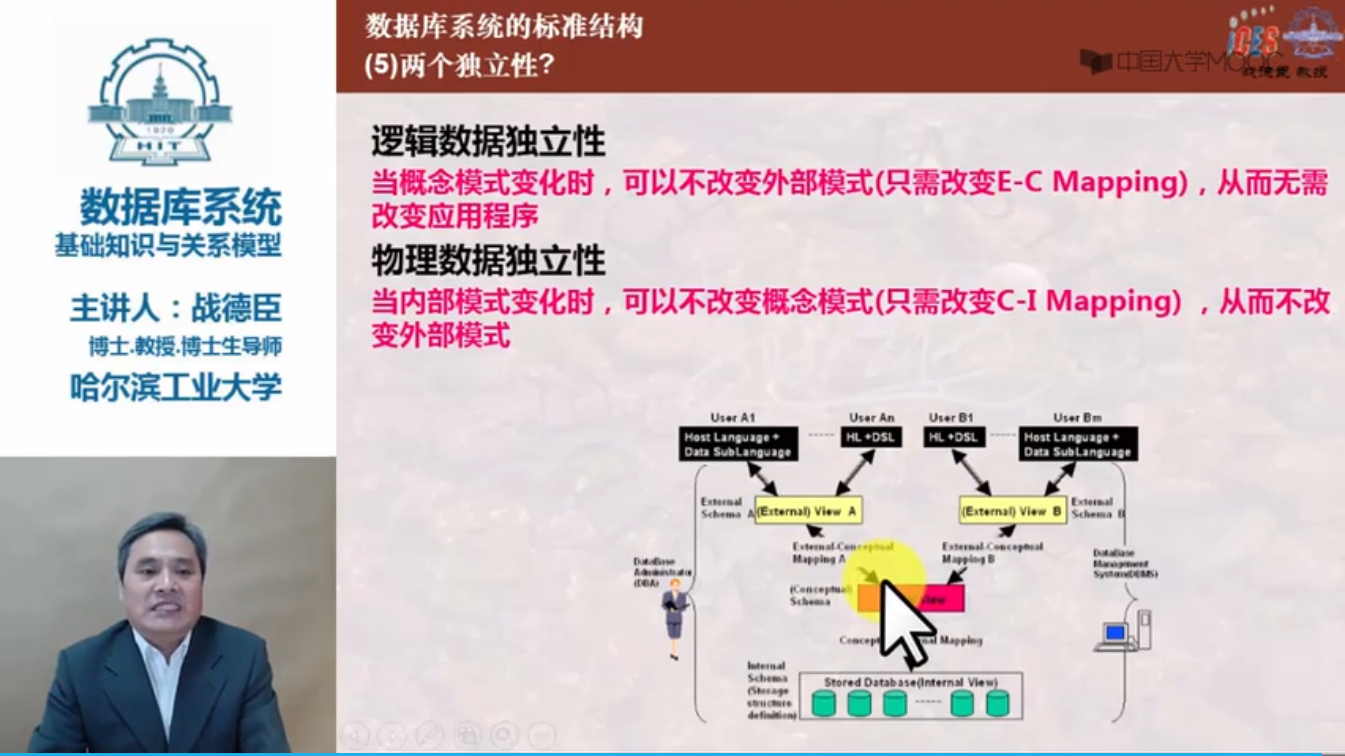 数据库系统的标准结构
(5)两个独立性?
中国大学MOOC
战德臣 教授
1920
HIT
数据库系统
基础知识与关系模型
主讲人：战德臣
博士.教授.博士生导师
哈尔滨工业大学
逻辑数据独立性
当概念模式变化时，可以不改变外部模式(只需改变E-C Mapping)，从而无需
改变应用程序
物理数据独立性
当内部模式变化时，可以不改变概念模式(只需改变C-I Mapping) ，从而不改
变外部模式
User A1
User An
User B1
User Bm
Host Language +
Data SubLanguage
HL +DSL
HL +DSL
Host Language +
Data SubLanguage
External
Schema A
(External) View A
(External) View B
External
Schema B
External-Conceptual
Mapping A
External-Conceptual
Mapping B
DataBase
Administrator
(DBA)
DataBase
Management
System(DBMS)
(Conceptual)
Schema
View
Mapping
Internal
Schema
(Storage
structure
definition)
Stored Database(Internal View)